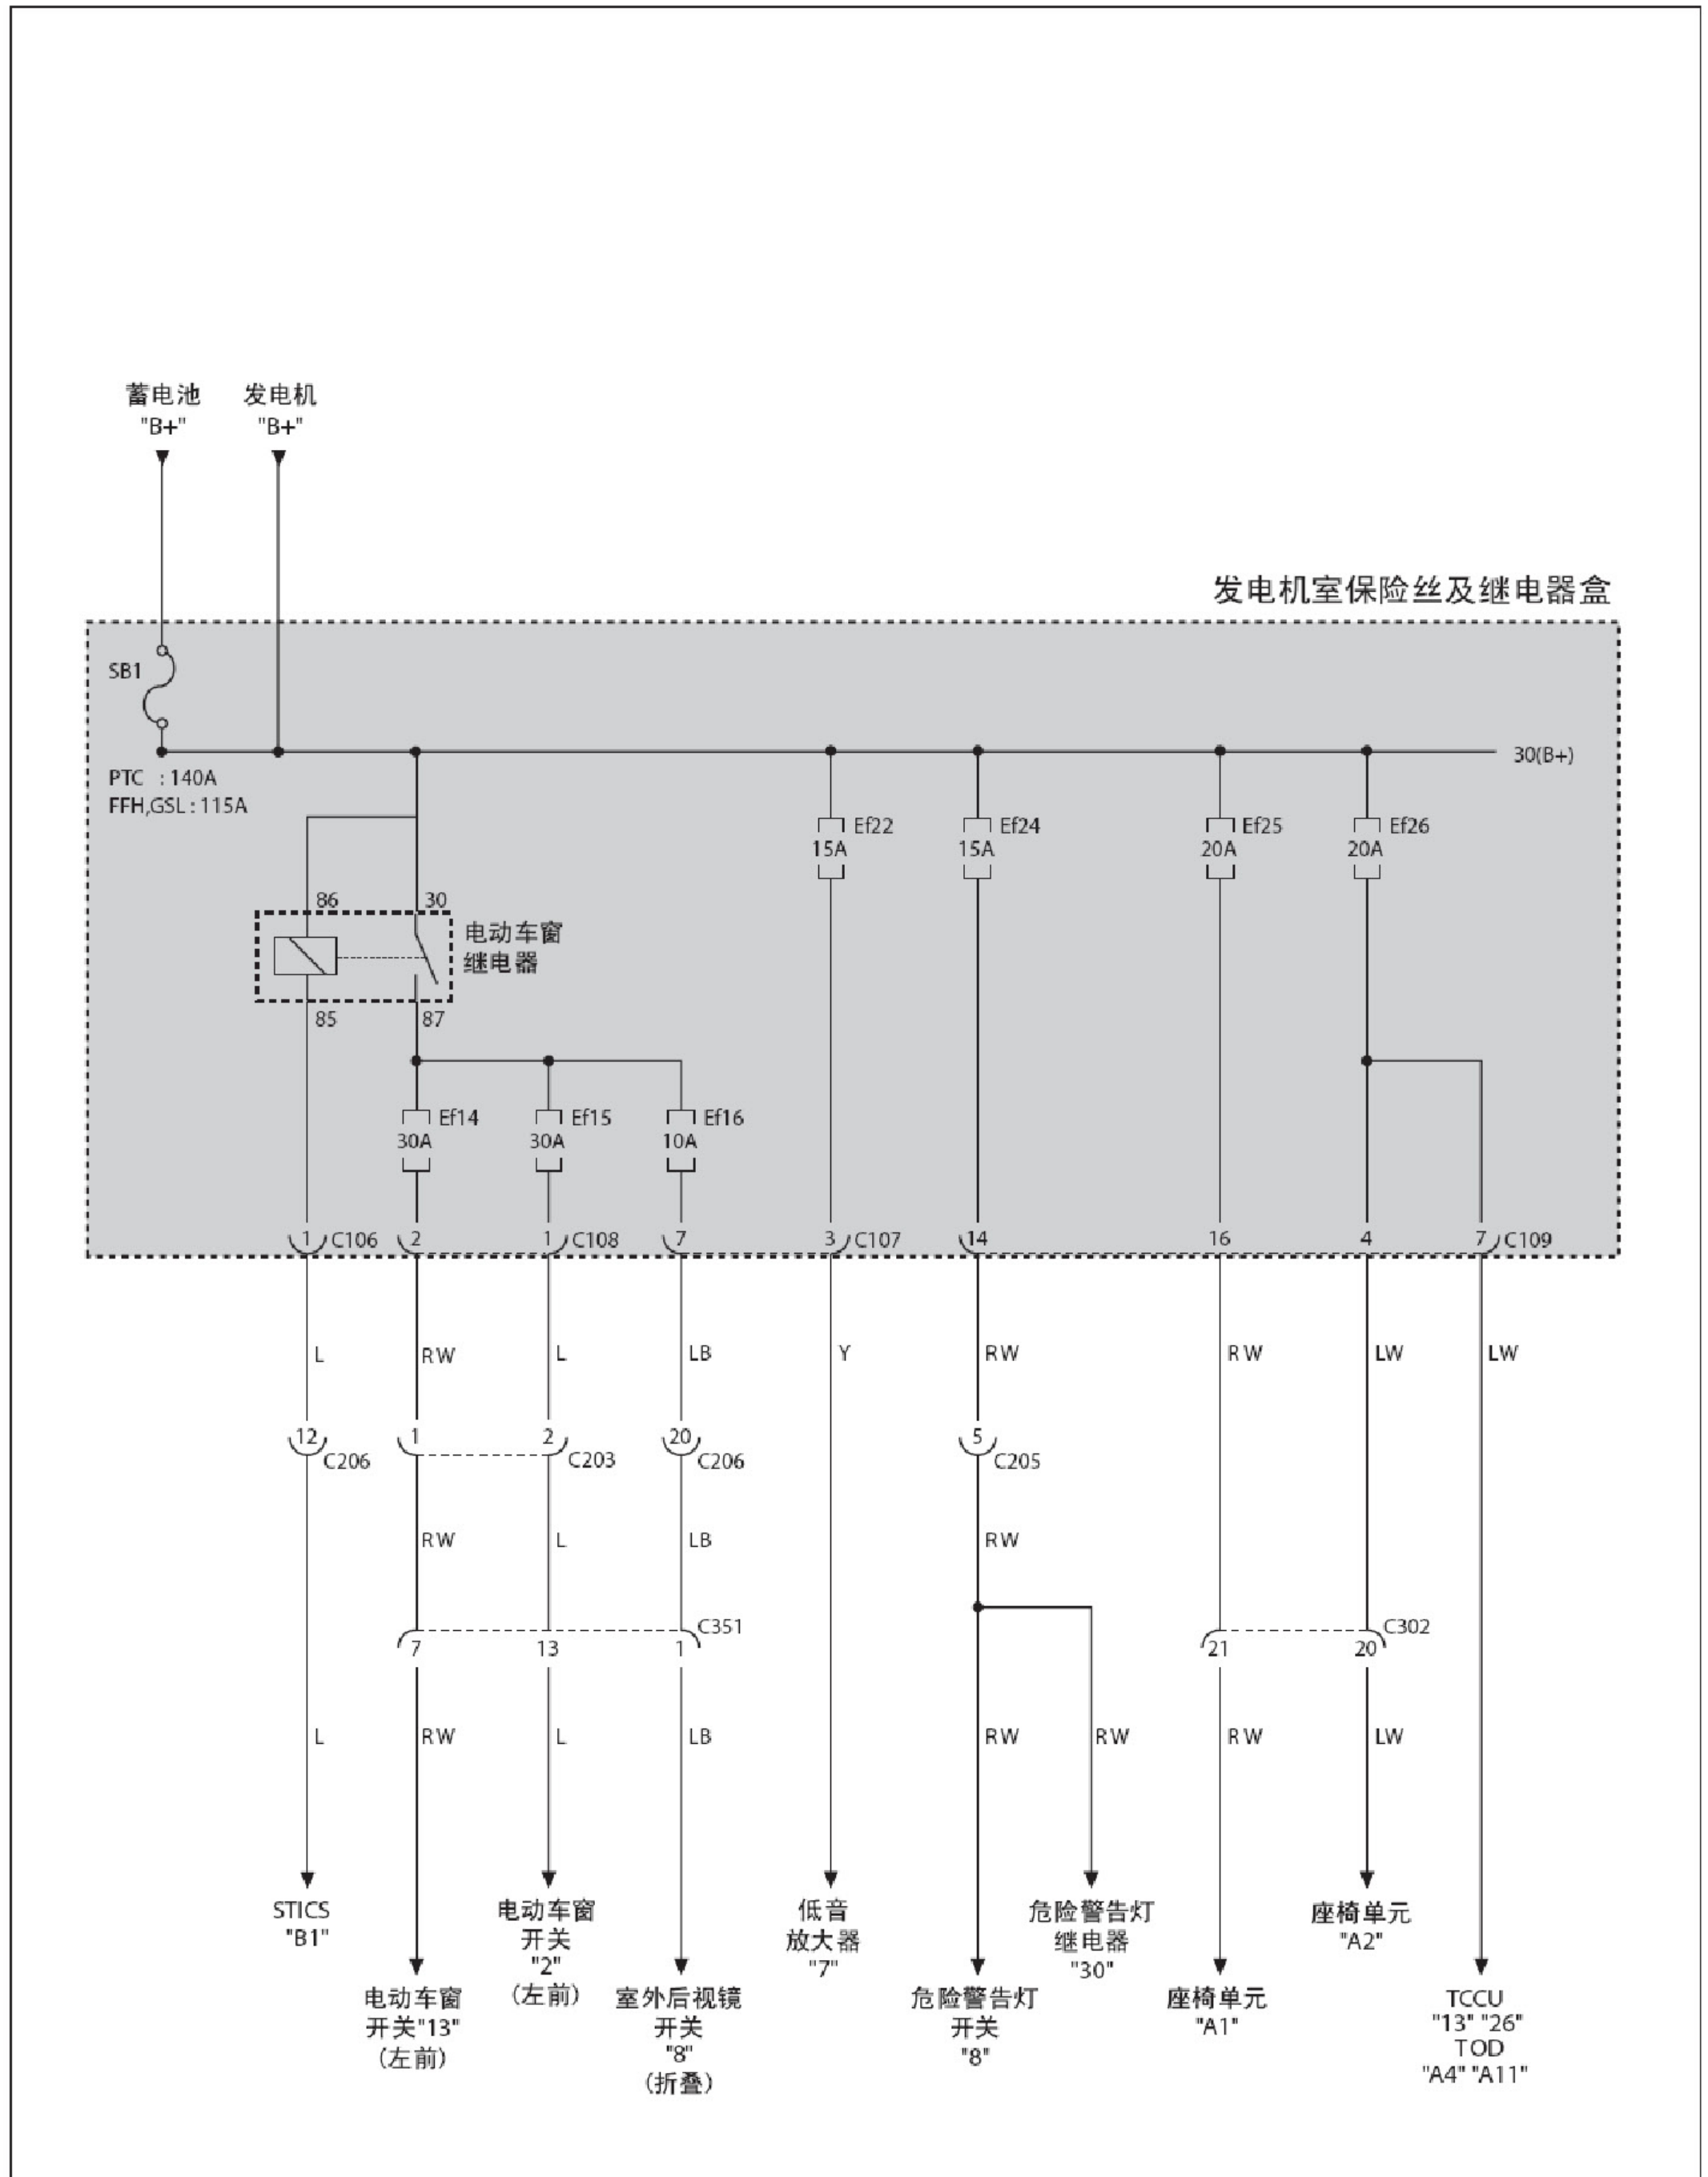 蓄电池 发电机
"B+" "B+"
发电机室保险丝及继电器盒
SB1
30(B+)
PTC : 140A
FFH,GSL : 115A
Ef22 Ef24 Ef25 Ef26
15A 15A 20A 20A
86 30
电动车窗
继电器
85 87
Ef14 Ef15 Ef16
30A 30A 10A
1 C106 2 1 C108 7 3 C107 14 16 4 7 C109
L RW L LB Y RW RW LW LW
12 1 2 20 5
C206 C203 C206 C205
RW L LB RW
C351 C302
7 13 1 21 20
L RW L LB RW RW RW LW
STICS
"B1"
电动车窗
开关"13"
(左前)
电动车窗
开关
"2"
(左前)
室外后视镜
开关
"8"
(折叠)
低音
放大器
"7"
危险警告灯
开关
"8"
危险警告灯
继电器
"30"
座椅单元
"A1"
座椅单元
"A2"
TCCU
"13" "26"
TOD
"A4" "A11"